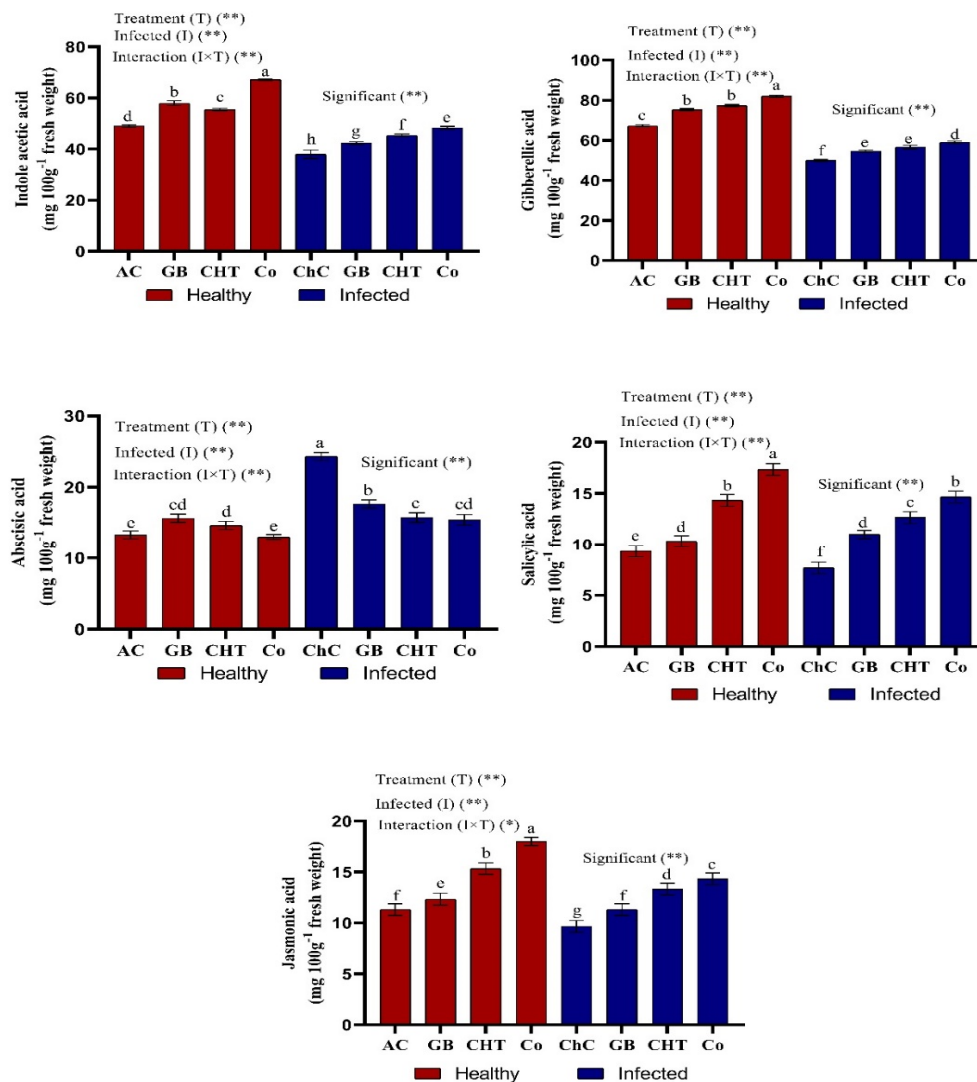 Treatment (T) (**)
Infected (I) (**)
Interaction (I×T) (**)
Significant (**)
Indole acetic acid
(mg 100g⁻¹ fresh weight)
80
60
40
20
0
d b c a h g f e
AC GB CHT Co ChC GB CHT Co
Healthy Infected
Treatment (T) (**)
Infected (I) (**)
Interaction (I×T) (**)
Significant (**)
Gibberellic acid
(mg 100g⁻¹ fresh weight)
100
80
60
40
20
0
c b b a f e e d
AC GB CHT Co ChC GB CHT Co
Healthy Infected
Treatment (T) (**)
Infected (I) (**)
Interaction (I×T) (**)
Significant (**)
Abscisic acid
(mg 100g⁻¹ fresh weight)
30
20
10
0
e cd d e a b c cd
AC GB CHT Co ChC GB CHT Co
Healthy Infected
Treatment (T) (**)
Infected (I) (**)
Interaction (I×T) (**)
Significant (**)
Salicylic acid
(mg 100g⁻¹ fresh weight)
20
15
10
5
0
e d b a f d c b
AC GB CHT Co ChC GB CHT Co
Healthy Infected
Treatment (T) (**)
Infected (I) (**)
Interaction (I×T) (*)
Significant (**)
Jasmonic acid
(mg 100g⁻¹ fresh weight)
20
15
10
5
0
f e b a g f d c
AC GB CHT Co ChC GB CHT Co
Healthy Infected